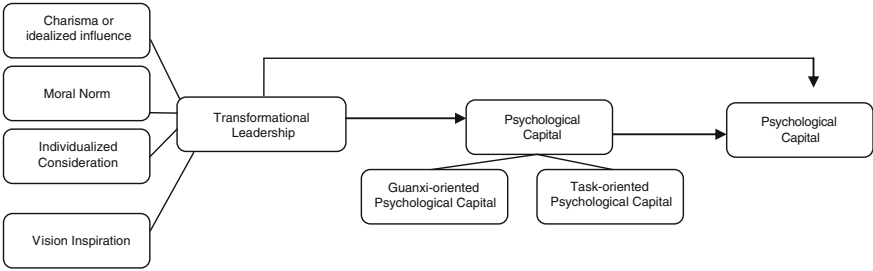 Charisma or
idealized influence
Moral Norm
Individualized
Consideration
Vision Inspiration
Transformational
Leadership
Psychological
Capital
Guanxi-oriented
Psychological Capital
Task-oriented
Psychological Capital
Psychological
Capital